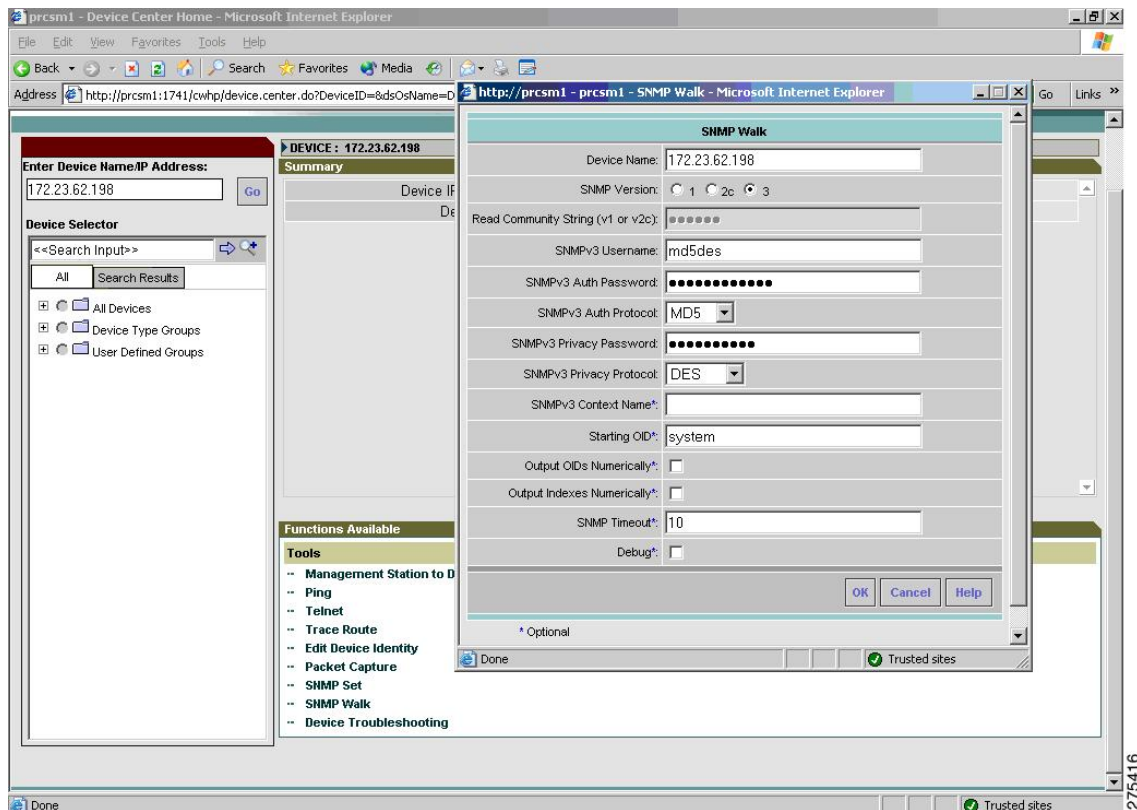 prcsm1 - Device Center Home - Microsoft Internet Explorer
File Edit View Favorites Tools Help
Back Search Favorites Media
Address http://prcsm1:1741/cwhp/device.center.do?DeviceID=&dsOsName=D
Go Links »
Enter Device Name/IP Address:
172.23.62.198 Go
Device Selector
<<Search Input>>
All Search Results
All Devices
Device Type Groups
User Defined Groups
DEVICE : 172.23.62.198
Summary
Device IP
De
Functions Available
Tools
Management Station to D
Ping
Telnet
Trace Route
Edit Device Identity
Packet Capture
SNMP Set
SNMP Walk
Device Troubleshooting
http://prcsm1 - prcsm1 - SNMP Walk - Microsoft Internet Explorer
SNMP Walk
Device Name: 172.23.62.198
SNMP Version: 1 2c 3
Read Community String (v1 or v2c): ●●●●●●
SNMPv3 Username: md5des
SNMPv3 Auth Password: ●●●●●●●●●●●●
SNMPv3 Auth Protocol: MD5
SNMPv3 Privacy Password: ●●●●●●●●●●
SNMPv3 Privacy Protocol: DES
SNMPv3 Context Name*:
Starting OID*: system
Output OIDs Numerically*:
Output Indexes Numerically*:
SNMP Timeout*: 10
Debug*:
OK Cancel Help
* Optional
Done Trusted sites
Done Trusted sites
275416